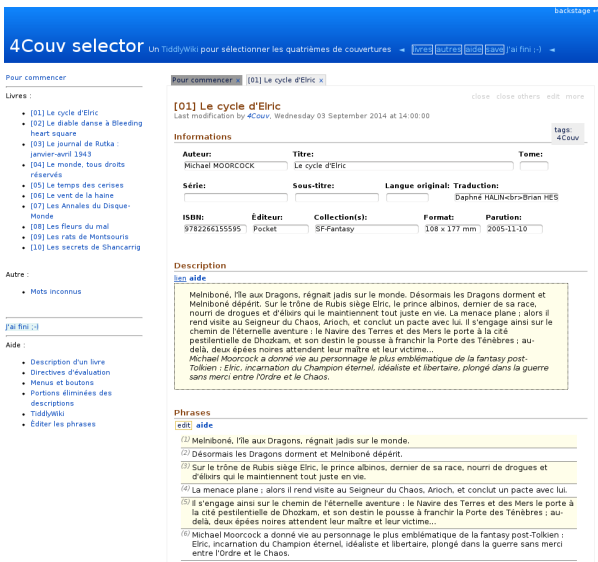 backstage ↩
4Couv selector Un TiddlyWiki pour sélectionner les quatrièmes de couvertures ◄ livres autres aide save J'ai fini ;-) ◄
Pour commencer
Livres :
[01] Le cycle d'Elric
[02] Le diable danse à Bleeding
heart square
[03] Le journal de Rutka :
janvier-avril 1943
[04] Le monde, tous droits
réservés
[05] Le temps des cerises
[06] Le vent de la haine
[07] Les Annales du Disque-
Monde
[08] Les fleurs du mal
[09] Les rats de Montsouris
[10] Les secrets de Shancarrig
Autre :
Mots inconnus
J'ai fini ;-)
Aide :
Description d'un livre
Directives d'évaluation
Menus et boutons
Portions éliminées des
descriptions
TiddlyWiki
Éditer les phrases
Pour commencer × [01] Le cycle d'Elric ×
close close others edit more
[01] Le cycle d'Elric
Last modification by 4Couv, Wednesday 03 September 2014 at 14:00:00
tags:
4Couv
Informations
Auteur: Titre: Tome:
Michael MOORCOCK Le cycle d'Elric
Série: Sous-titre: Langue original: Traduction:
Daphné HALIN<br>Brian HES
ISBN: Éditeur: Collection(s): Format: Parution:
9782266155595 Pocket SF-Fantasy 108 x 177 mm 2005-11-10
Description
lien aide
Melniboné, l'île aux Dragons, régnait jadis sur le monde. Désormais les Dragons dorment et
Melniboné dépérit. Sur le trône de Rubis siège Elric, le prince albinos, dernier de sa race,
nourri de drogues et d'élixirs qui le maintiennent tout juste en vie. La menace plane ; alors il
rend visite au Seigneur du Chaos, Arioch, et conclut un pacte avec lui. Il s'engage ainsi sur le
chemin de l'éternelle aventure : le Navire des Terres et des Mers le porte à la cité
pestilentielle de Dhozkam, et son destin le pousse à franchir la Porte des Ténèbres ; au-
delà, deux épées noires attendent leur maître et leur victime...
Michael Moorcock a donné vie au personnage le plus emblématique de la fantasy post-
Tolkien : Elric, incarnation du Champion éternel, idéaliste et libertaire, plongé dans la guerre
sans merci entre l'Ordre et le Chaos.
Phrases
edit aide
(1) Melniboné, l'île aux Dragons, régnait jadis sur le monde.
(2) Désormais les Dragons dorment et Melniboné dépérit.
(3) Sur le trône de Rubis siège Elric, le prince albinos, dernier de sa race, nourri de drogues et
d'élixirs qui le maintiennent tout juste en vie.
(4) La menace plane ; alors il rend visite au Seigneur du Chaos, Arioch, et conclut un pacte avec lui.
(5) Il s'engage ainsi sur le chemin de l'éternelle aventure : le Navire des Terres et des Mers le porte à
la cité pestilentielle de Dhozkam, et son destin le pousse à franchir la Porte des Ténèbres ; au-
delà, deux épées noires attendent leur maître et leur victime...
(6) Michael Moorcock a donné vie au personnage le plus emblématique de la fantasy post-Tolkien :
Elric, incarnation du Champion éternel, idéaliste et libertaire, plongé dans la guerre sans merci
entre l'Ordre et le Chaos.